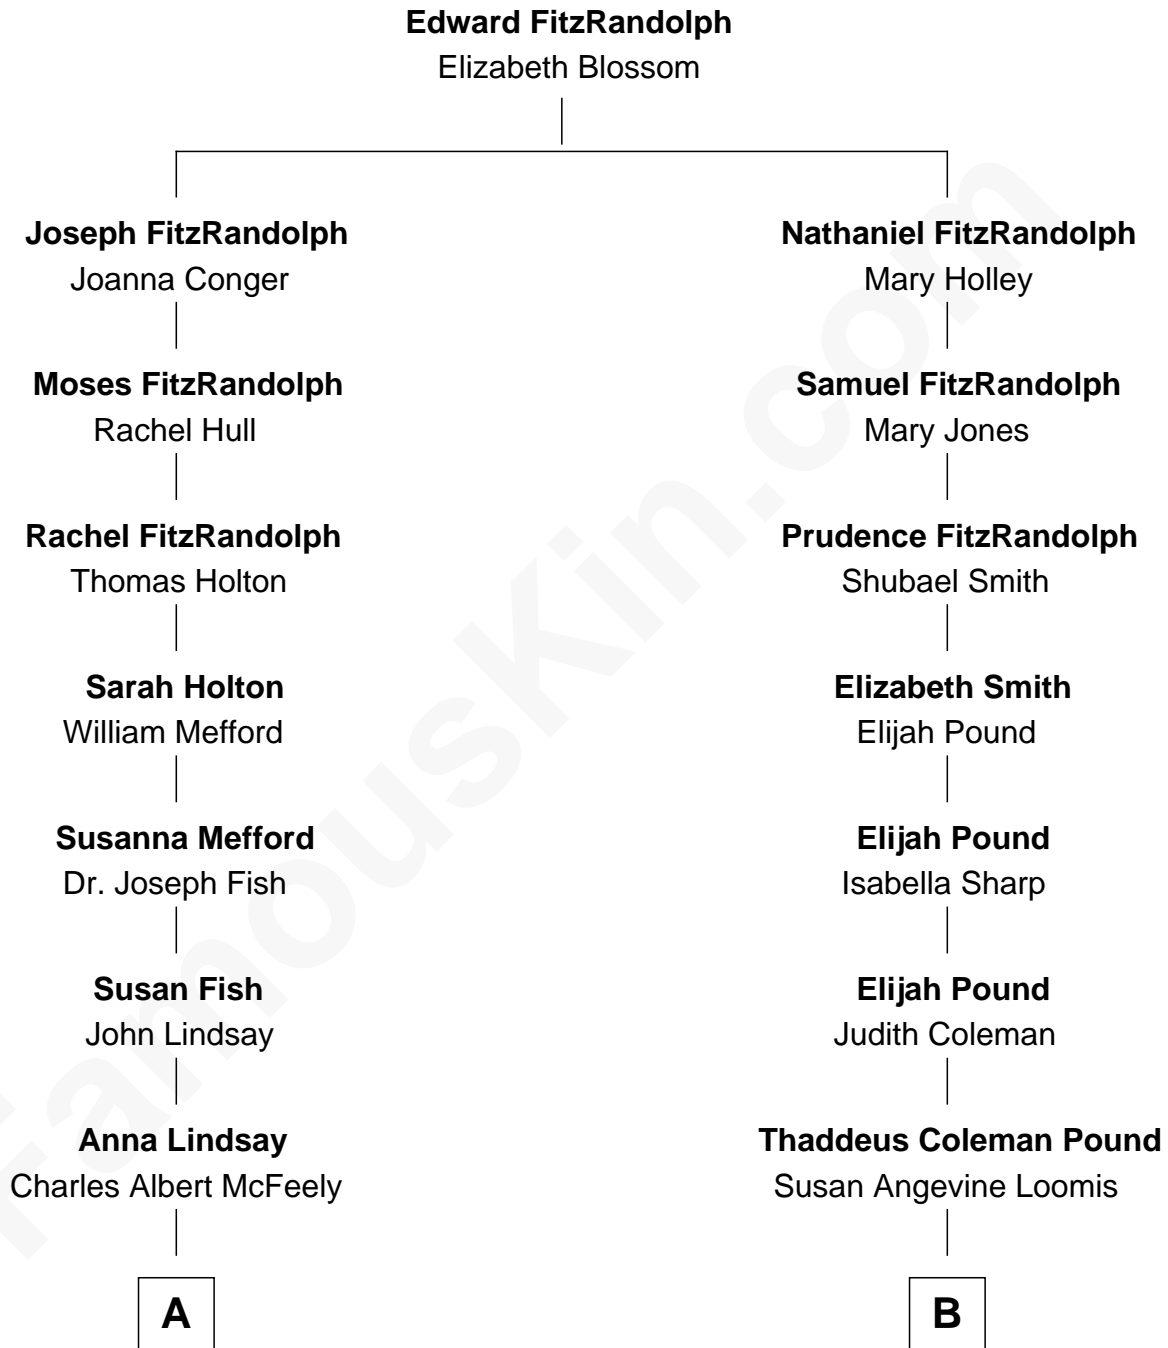 Edward FitzRandolph
Elizabeth Blossom
Joseph FitzRandolph
Joanna Conger
Nathaniel FitzRandolph
Mary Holley
Moses FitzRandolph
Rachel Hull
Samuel FitzRandolph
Mary Jones
Rachel FitzRandolph
Thomas Holton
Prudence FitzRandolph
Shubael Smith
Sarah Holton
William Mefford
Elizabeth Smith
Elijah Pound
Susanna Mefford
Dr. Joseph Fish
Elijah Pound
Isabella Sharp
Susan Fish
John Lindsay
Elijah Pound
Judith Coleman
Anna Lindsay
Charles Albert McFeely
Thaddeus Coleman Pound
Susan Angevine Loomis
A
B
FamousKin.com